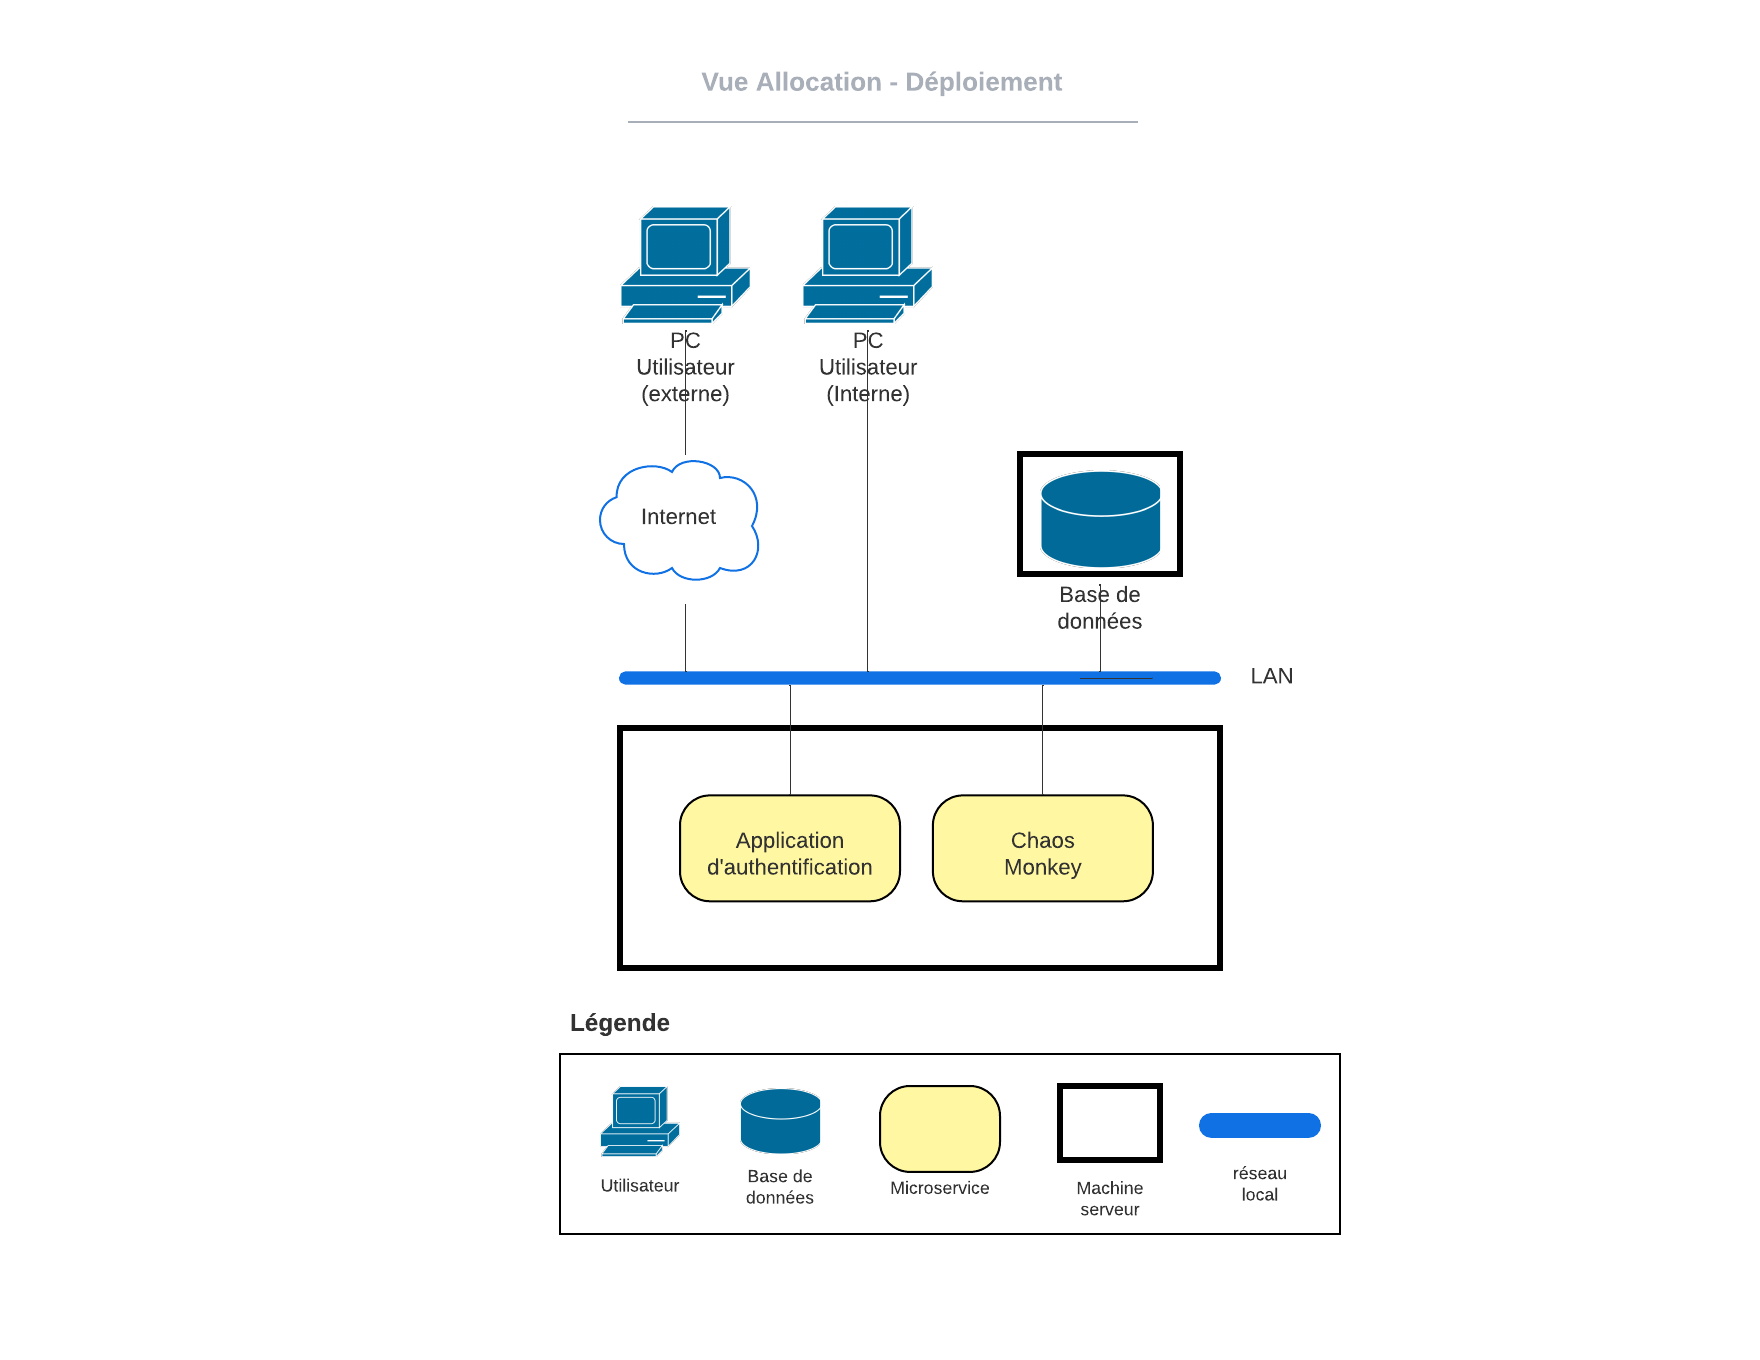 Vue Allocation - Déploiement
PC
Utilisateur
(externe)
PC
Utilisateur
(Interne)
Internet
Base de
données
LAN
Application
d'authentification
Chaos
Monkey
Légende
Utilisateur
Base de
données
Microservice
Machine
serveur
réseau
local